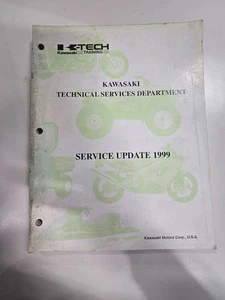 K-TECH
Kawasaki TRAINING
KAWASAKI
TECHNICAL SERVICES DEPARTMENT
SERVICE UPDATE 1999
Kawasaki Motors Corp., U.S.A.